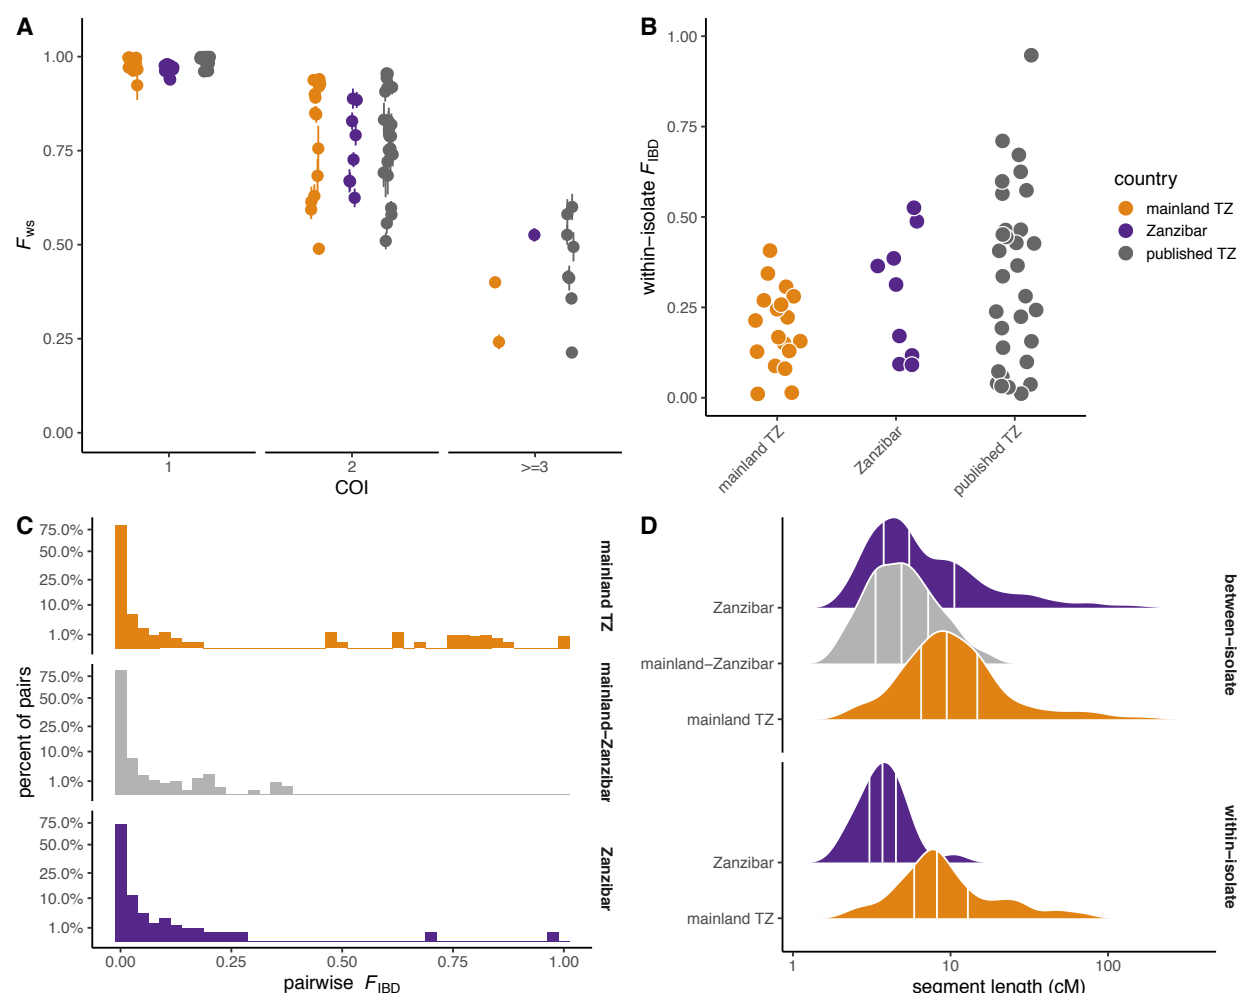 A
1.00
0.75
0.50
0.25
0.00
Fws
1
2
>=3
COI
B
1.00
0.75
0.50
0.25
0.00
within−isolate FIBD
mainland TZ
Zanzibar
published TZ
country
mainland TZ
Zanzibar
published TZ
C
75.0%
50.0%
25.0%
10.0%
1.0%
mainland TZ
75.0%
50.0%
25.0%
10.0%
1.0%
mainland−Zanzibar
75.0%
50.0%
25.0%
10.0%
1.0%
Zanzibar
percent of pairs
0.00
0.25
0.50
0.75
1.00
pairwise FIBD
D
Zanzibar
mainland−Zanzibar
mainland TZ
between−isolate
Zanzibar
mainland TZ
within−isolate
1
10
100
segment length (cM)